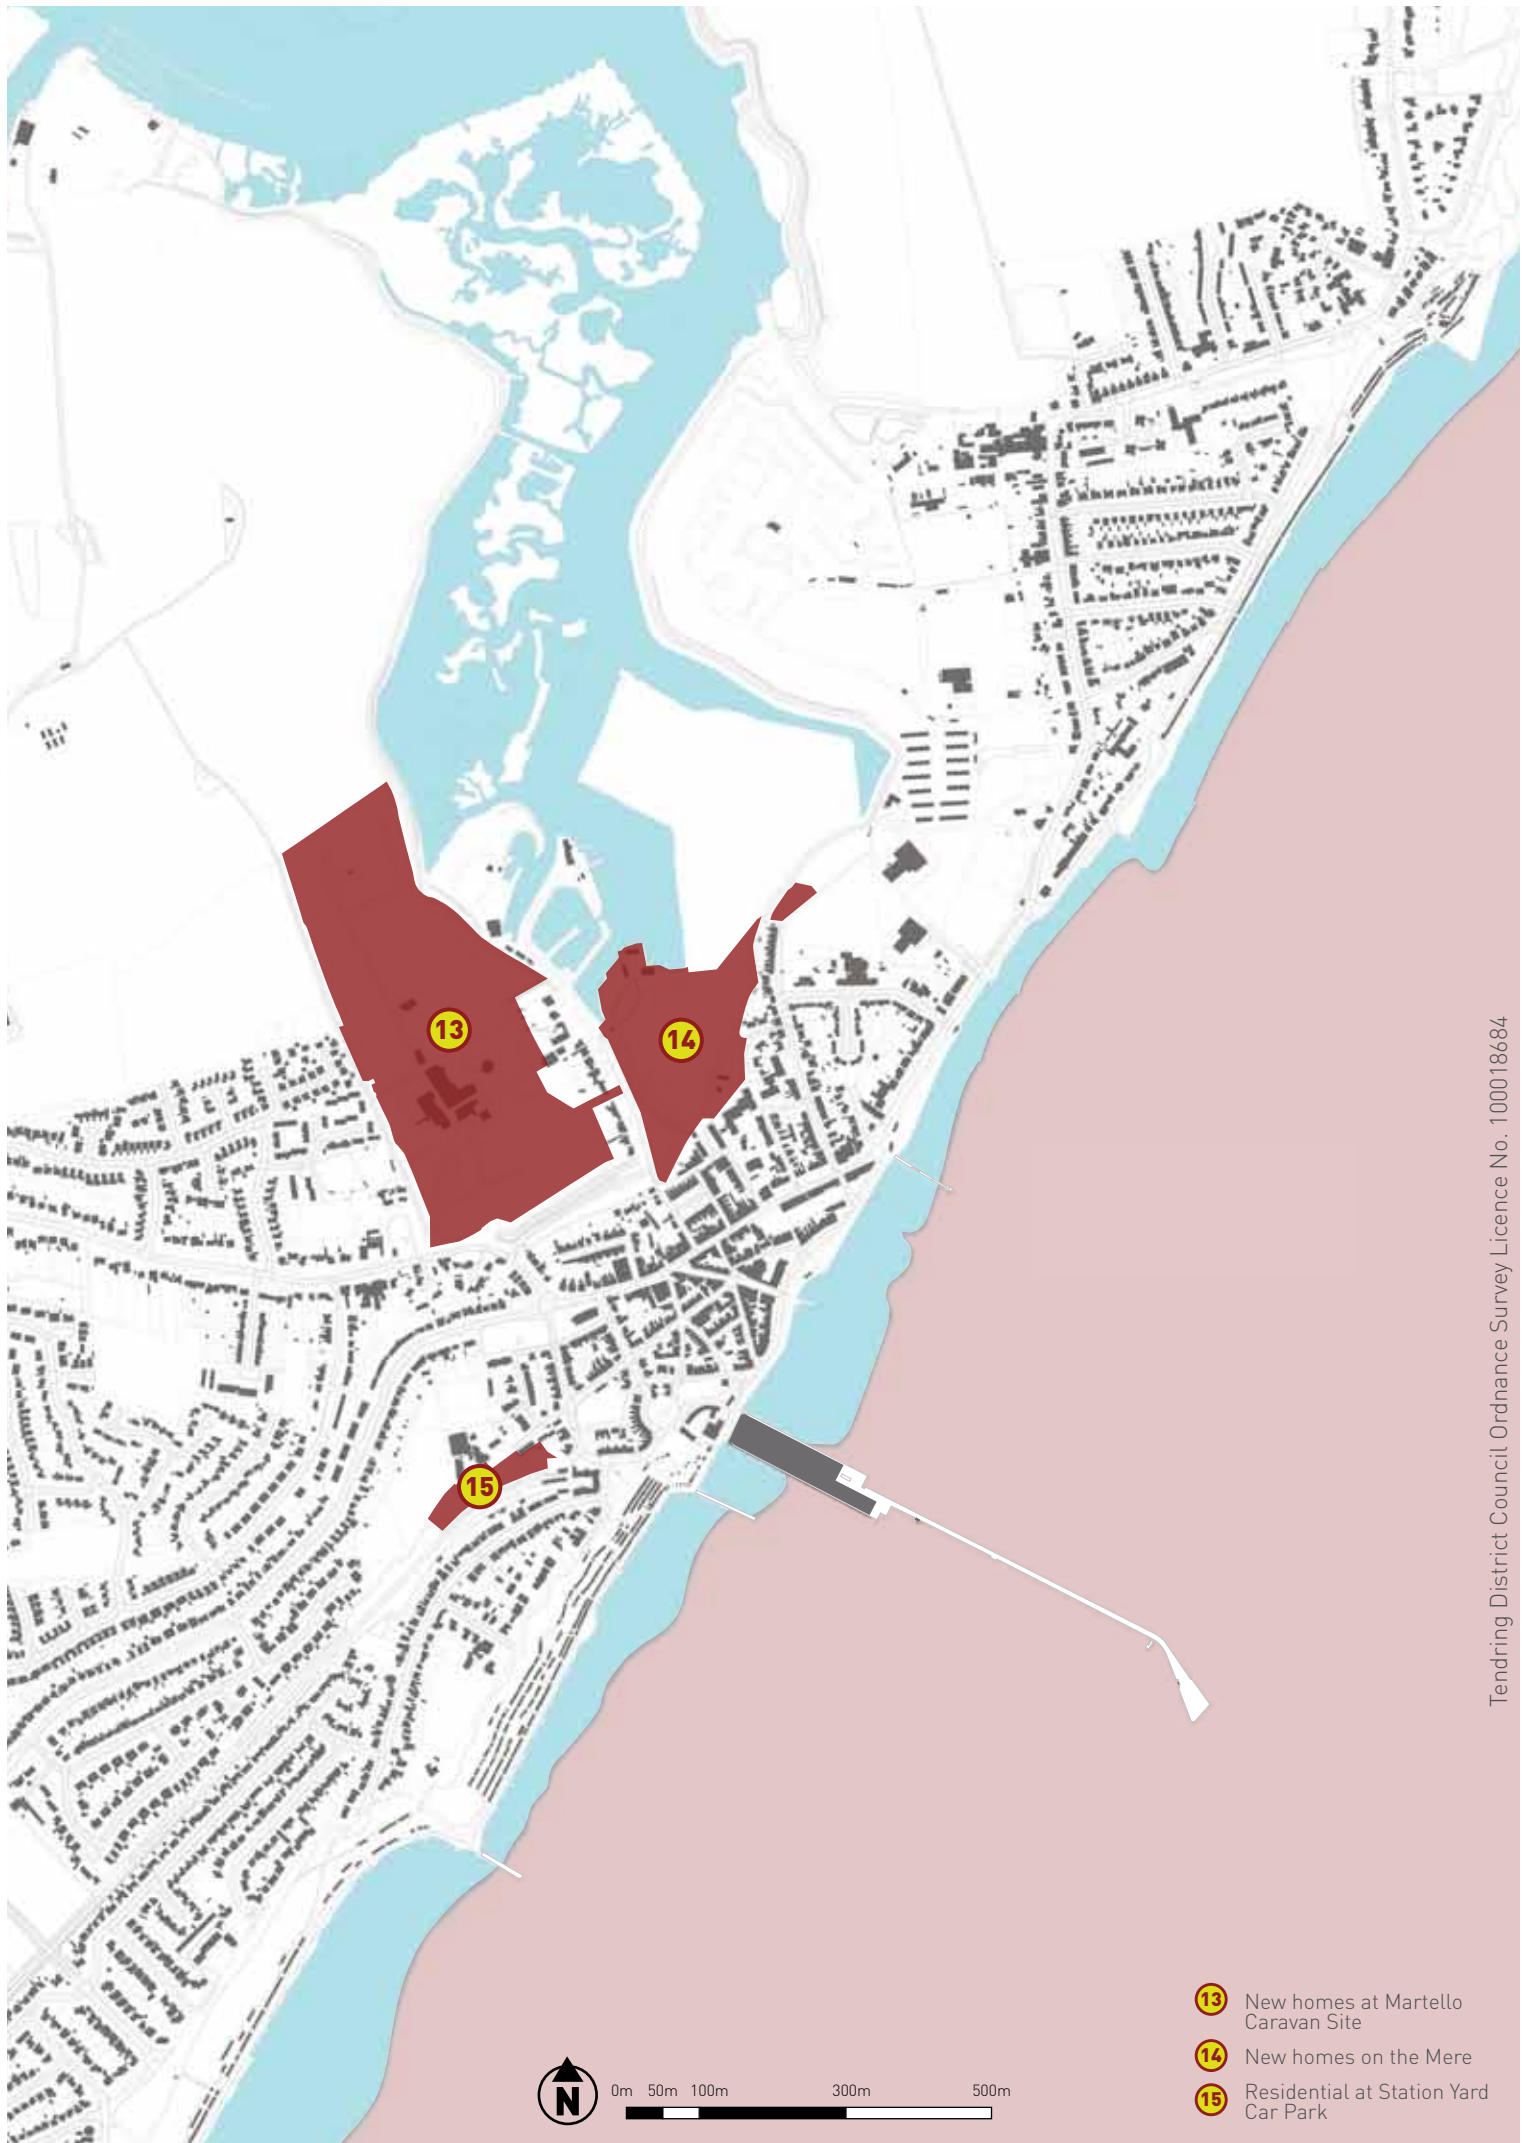 13
14
15
Tendring District Council Ordnance Survey Licence No. 100018684
13 New homes at Martello
Caravan Site
14 New homes on the Mere
15 Residential at Station Yard
Car Park
N
0m 50m 100m 300m 500m